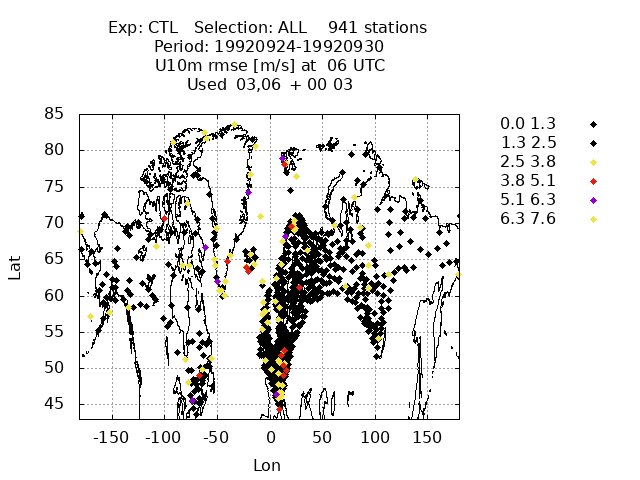 Exp: CTL Selection: ALL 941 stations
Period: 19920924-19920930
U10m rmse [m/s] at 06 UTC
Used 03,06 + 00 03
85
80
75
70
65
60
55
50
45
Lat
-150 -100 -50 0 50 100 150
Lon
0.0 1.3
1.3 2.5
2.5 3.8
3.8 5.1
5.1 6.3
6.3 7.6